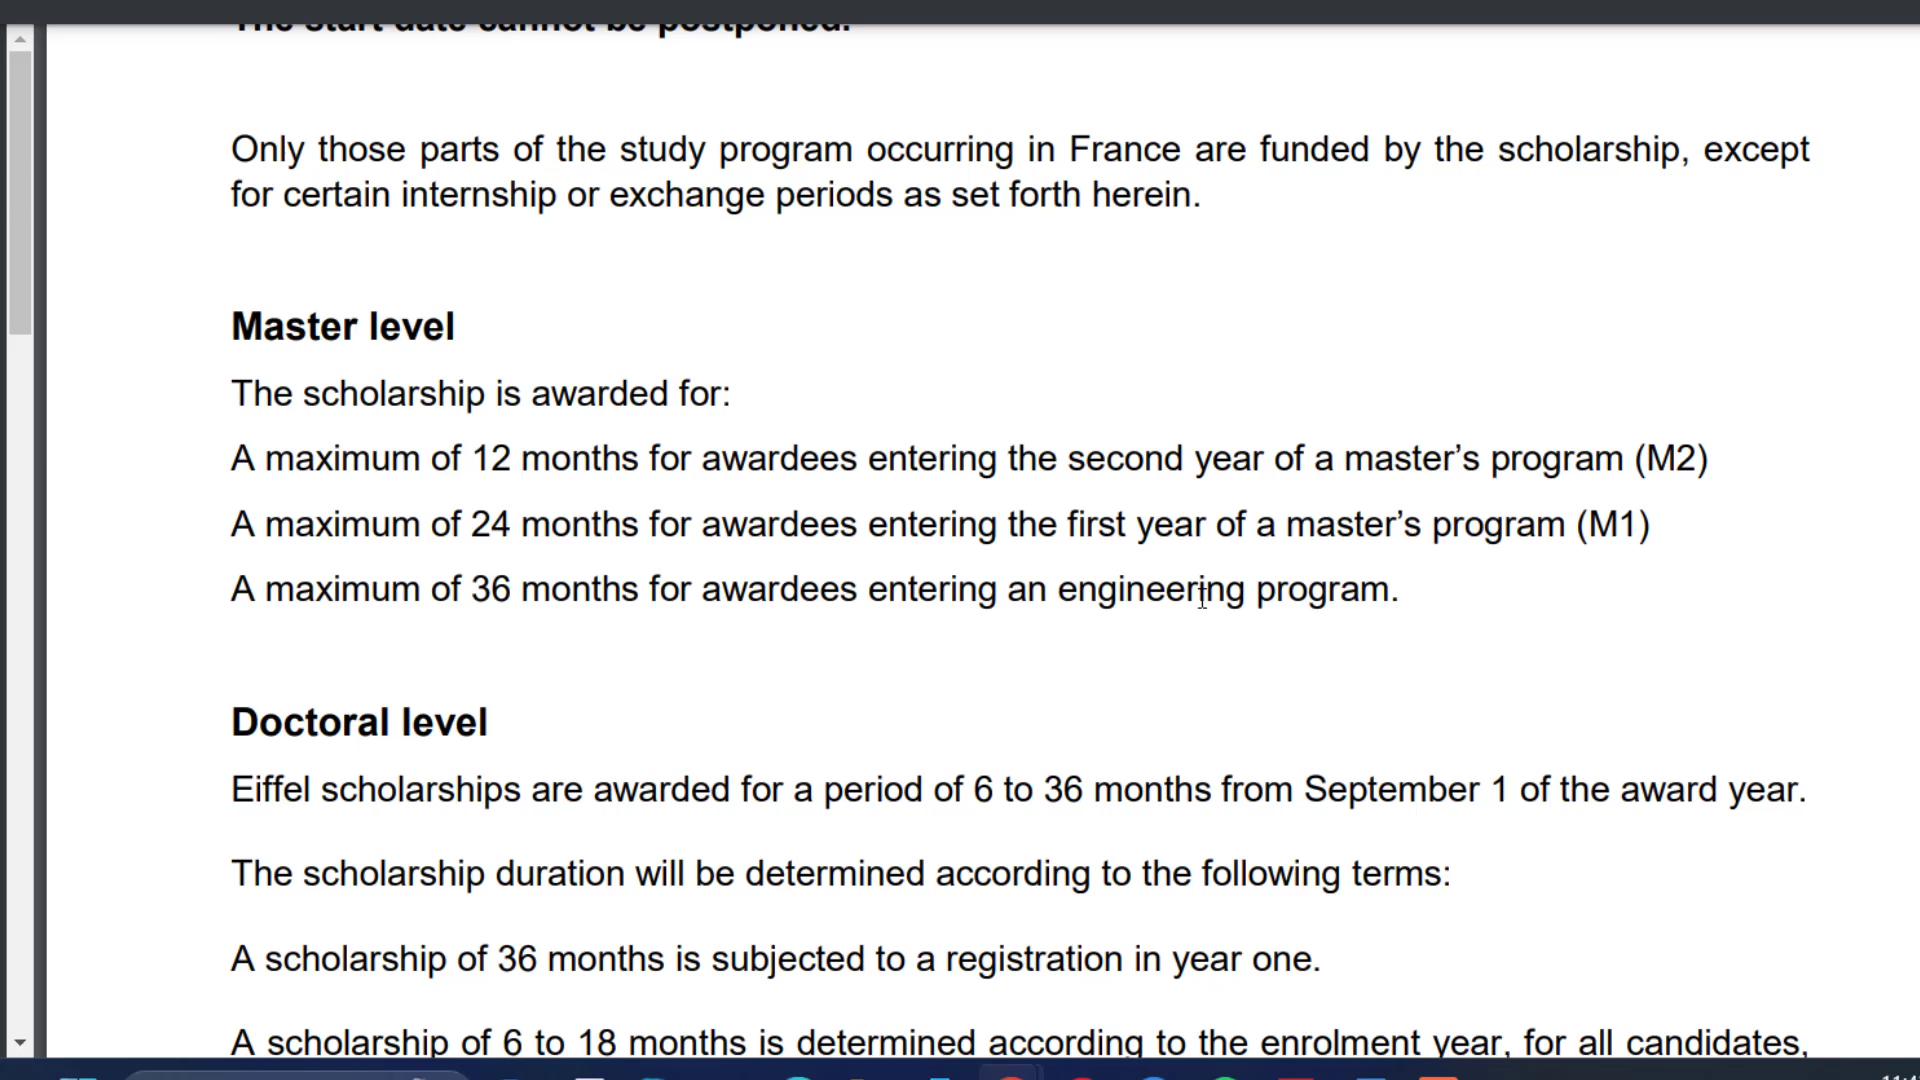 The start date cannot be postponed.
Only those parts of the study program occurring in France are funded by the scholarship, except
for certain internship or exchange periods as set forth herein.
Master level
The scholarship is awarded for:
A maximum of 12 months for awardees entering the second year of a master’s program (M2)
A maximum of 24 months for awardees entering the first year of a master’s program (M1)
A maximum of 36 months for awardees entering an engineering program.
Doctoral level
Eiffel scholarships are awarded for a period of 6 to 36 months from September 1 of the award year.
The scholarship duration will be determined according to the following terms:
A scholarship of 36 months is subjected to a registration in year one.
A scholarship of 6 to 18 months is determined according to the enrolment year, for all candidates,